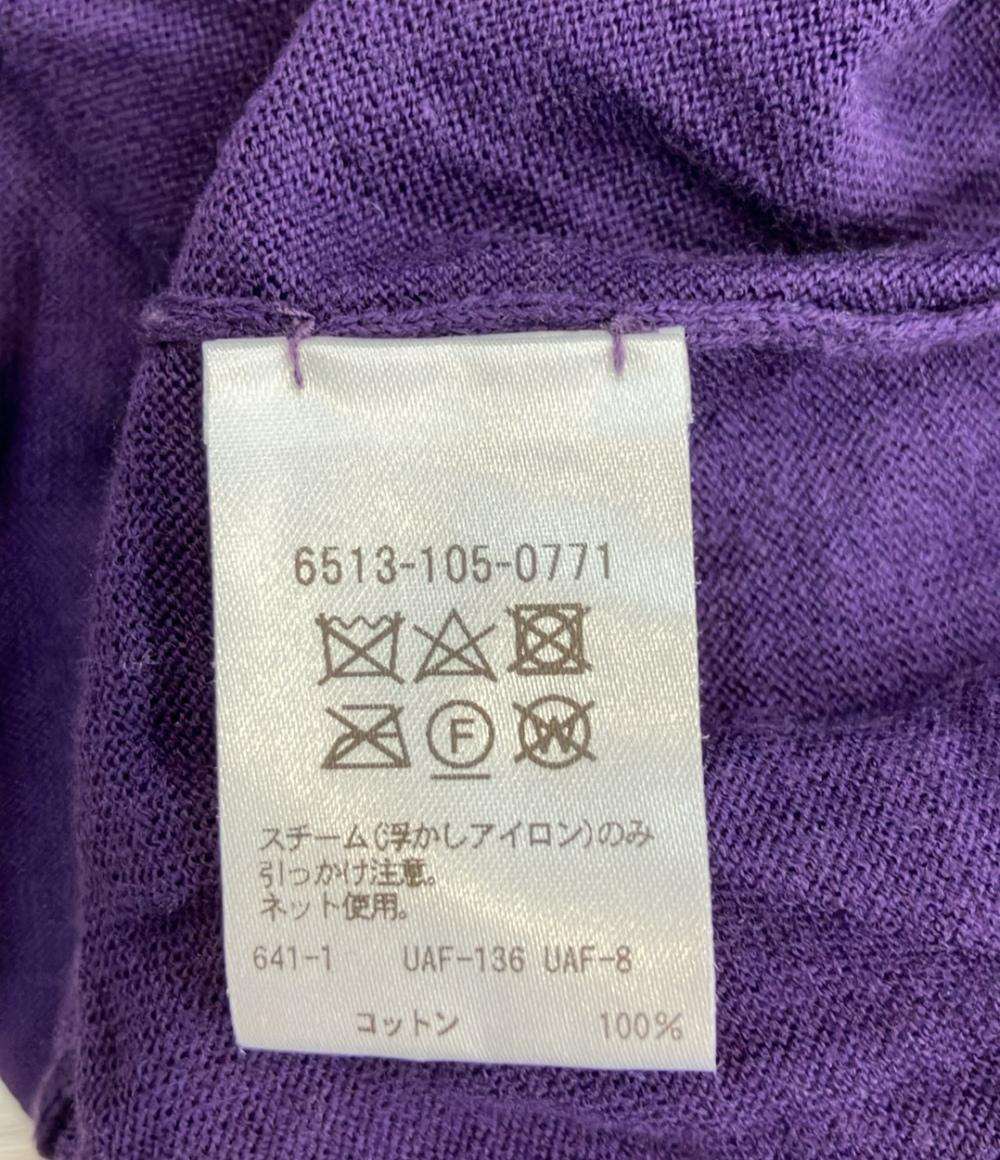 6513-105-0771
F W
スチーム(浮かしアイロン)のみ
引っかけ注意。
ネット使用。
641-1 UAF-136 UAF-8
コットン 100%